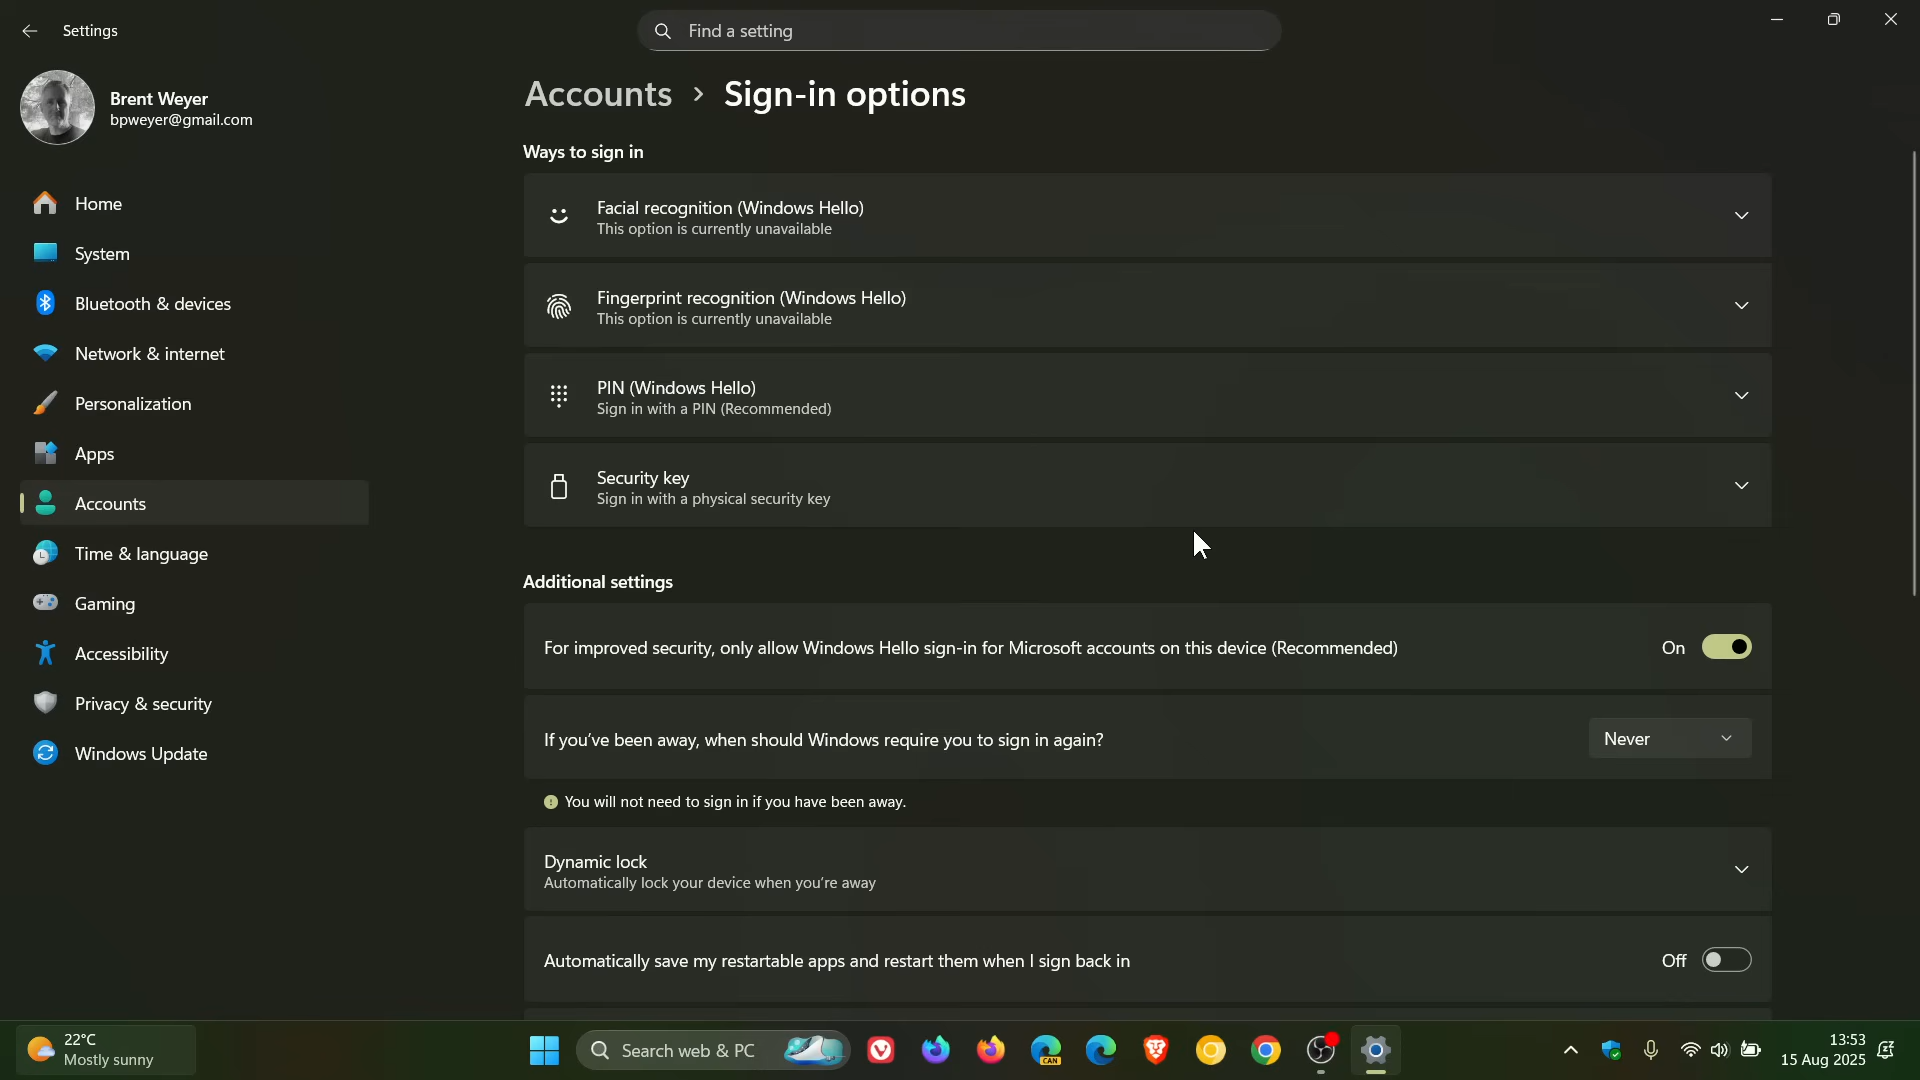 Settings
Find a setting
Brent Weyer
bpweyer@gmail.com
Home
System
Bluetooth & devices
Network & internet
Personalization
Apps
Accounts
Time & language
Gaming
Accessibility
Privacy & security
Windows Update
Accounts > Sign-in options
Ways to sign in
Facial recognition (Windows Hello)
This option is currently unavailable
Fingerprint recognition (Windows Hello)
This option is currently unavailable
PIN (Windows Hello)
Sign in with a PIN (Recommended)
Security key
Sign in with a physical security key
Additional settings
For improved security, only allow Windows Hello sign-in for Microsoft accounts on this device (Recommended)
On
If you've been away, when should Windows require you to sign in again?
Never
You will not need to sign in if you have been away.
Dynamic lock
Automatically lock your device when you're away
Automatically save my restartable apps and restart them when I sign back in
Off
22°C
Mostly sunny
Search web & PC
CAN
13:53
15 Aug 2025